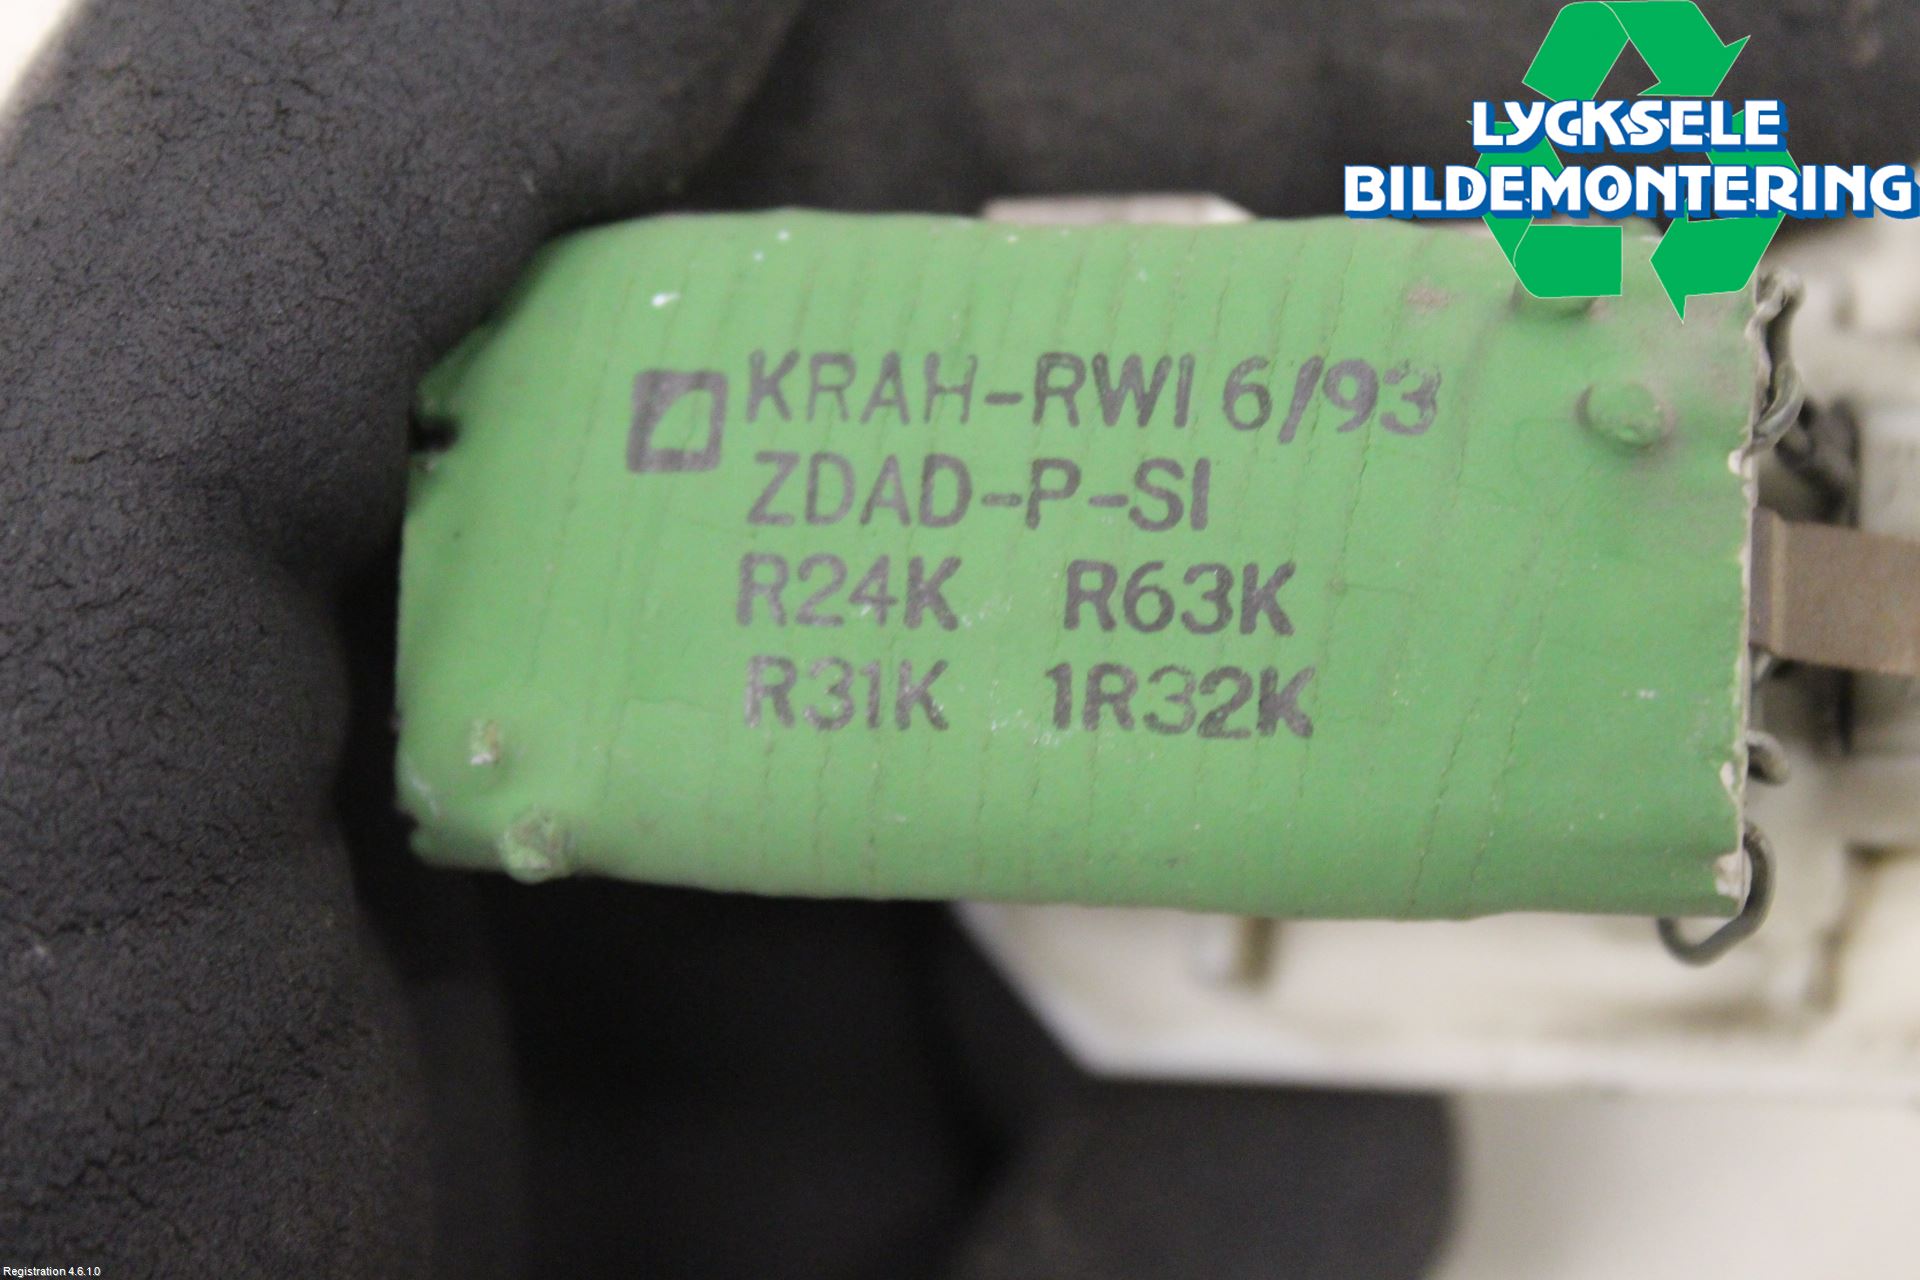 LYCKSELE
BILDEMONTERING
KRAH-RWI 6/93
ZDAD-P-SI
R24K R63K
R31K 1R32K
Registration 4.6.1.0